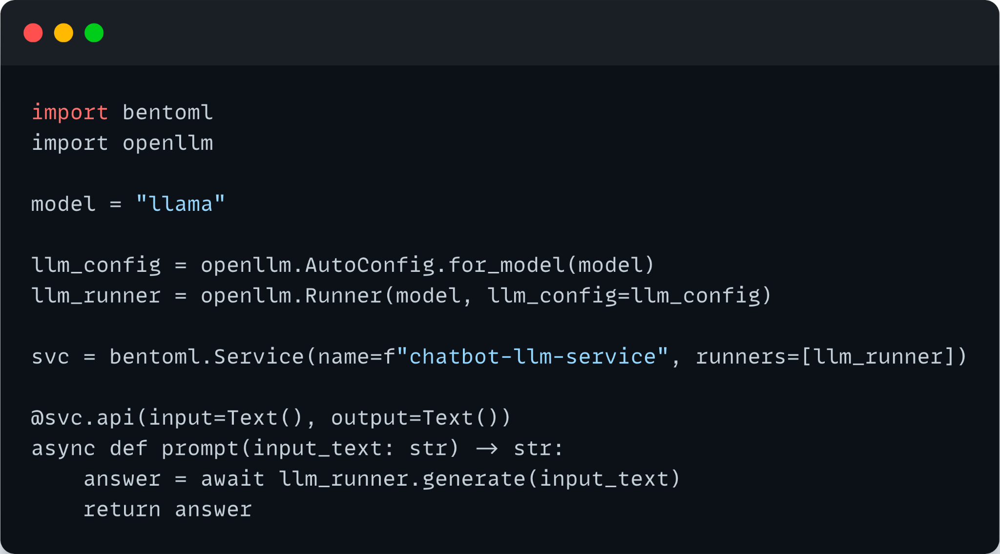 import bentoml
import openllm
model = "llama"
llm_config = openllm.AutoConfig.for_model(model)
llm_runner = openllm.Runner(model, llm_config=llm_config)
svc = bentoml.Service(name=f"chatbot-llm-service", runners=[llm_runner])
@svc.api(input=Text(), output=Text())
async def prompt(input_text: str) -> str:
    answer = await llm_runner.generate(input_text)
    return answer